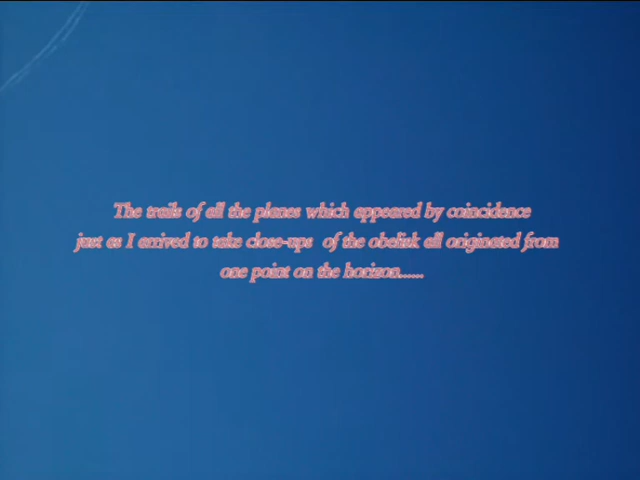 The trails of all the planes which appeared by coincidence
just as I arrived to take close-ups of the obelisk all originated from
one point on the horizon......